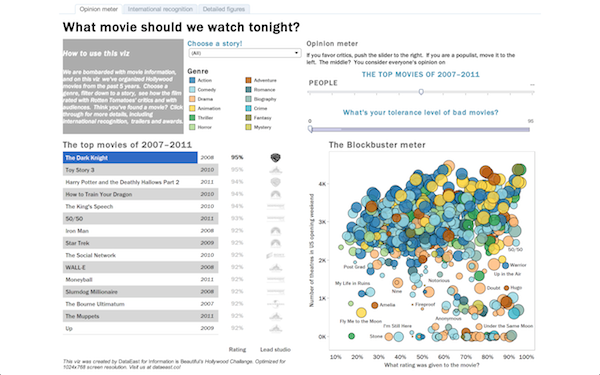 Opinion meter
International recognition
Detailed figures
What movie should we watch tonight?
How to use this viz
We are bombarded with movie information,
and on this viz we've organized Hollywood
movies from the past 5 years. Choose a
genre, filter down to a story, see how the film
rated with Rotten Tomatoes' critics and with
audiences. Think you've found a movie? Click
through for more details, including
international recognition, trailers and awards.
Choose a story!
(All)
Genre
Action
Adventure
Comedy
Romance
Drama
Biography
Animation
Crime
Thriller
Fantasy
Horror
Mystery
Opinion meter
If you favor critics, push the slider to the right. If you are a populist, move it to the
left. The middle? You consider everyone's opinion on
THE TOP MOVIES OF 2007–2011
PEOPLE
...
What's your tolerance level of bad movies?
0
The top movies of 2007–2011
The Dark Knight 2008 95%
Toy Story 3 2010 95%
Harry Potter and the Deathly Hallows Part 2 2011 94%
How to Train Your Dragon 2010 94%
The King's Speech 2010 94%
50/50 2011 93%
Iron Man 2008 92%
Star Trek 2009 92%
The Social Network 2010 92%
WALL-E 2008 92%
Moneyball 2011 92%
Slumdog Millionaire 2008 92%
The Bourne Ultimatum 2007 92%
The Muppets 2011 92%
Up 2009 92%
Rating
Lead studio
This viz was created by DataEast for Information is Beautiful's Hollywood Challenge. Optimized for
1024x768 screen resolution. Visit us at dataeast.co!
The Blockbuster meter
Number of theatres in US opening weekend
4K
3K
2K
1K
0K
50/50
Post Grad
Warrior
Up in the Air
My Life in Ruins
Notorious
Nine
Doubt
Hugo
Amelia
Fireproof
Anonymous
Fly Me to the Moon
I'm Still Here
Under the Same Moon
Stone
10%
20%
30%
40%
50%
60%
70%
80%
90%
100%
What rating was given to the movie?